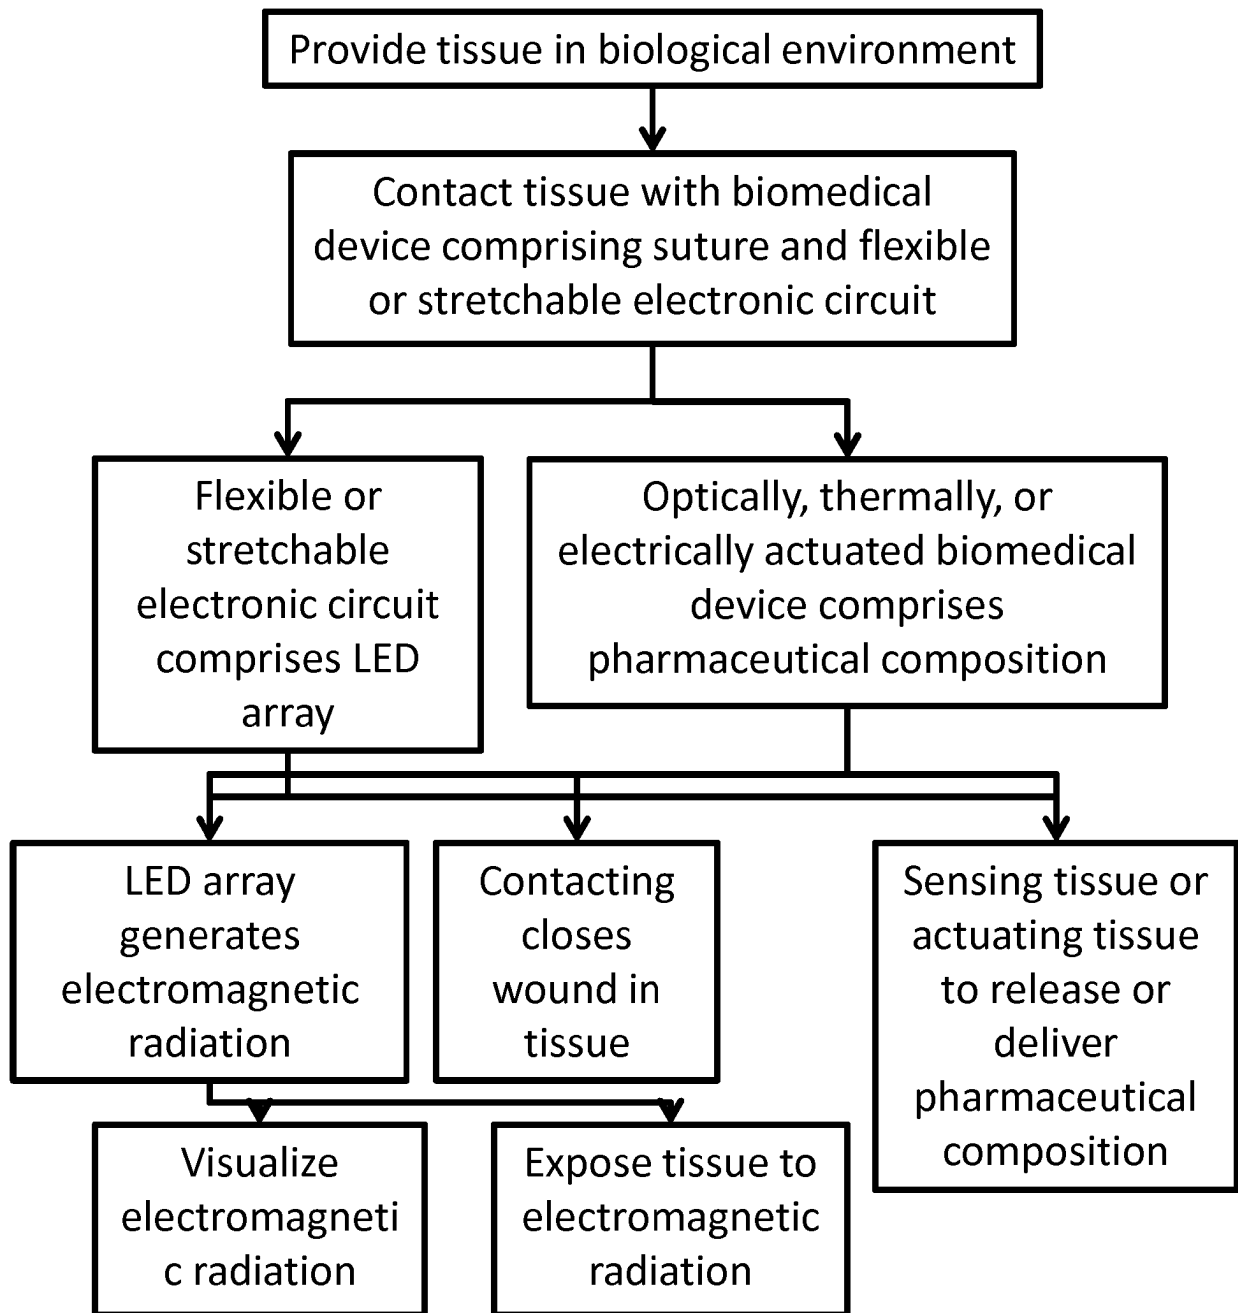 Provide tissue in biological environment
Contact tissue with biomedical
device comprising suture and flexible
or stretchable electronic circuit
Flexible or
stretchable
electronic circuit
comprises LED
array
Optically, thermally, or
electrically actuated biomedical
device comprises
pharmaceutical composition
LED array
generates
electromagnetic
radiation
Contacting
closes
wound in
tissue
Sensing tissue or
actuating tissue
to release or
deliver
pharmaceutical
composition
Visualize
electromagneti
c radiation
Expose tissue to
electromagnetic
radiation